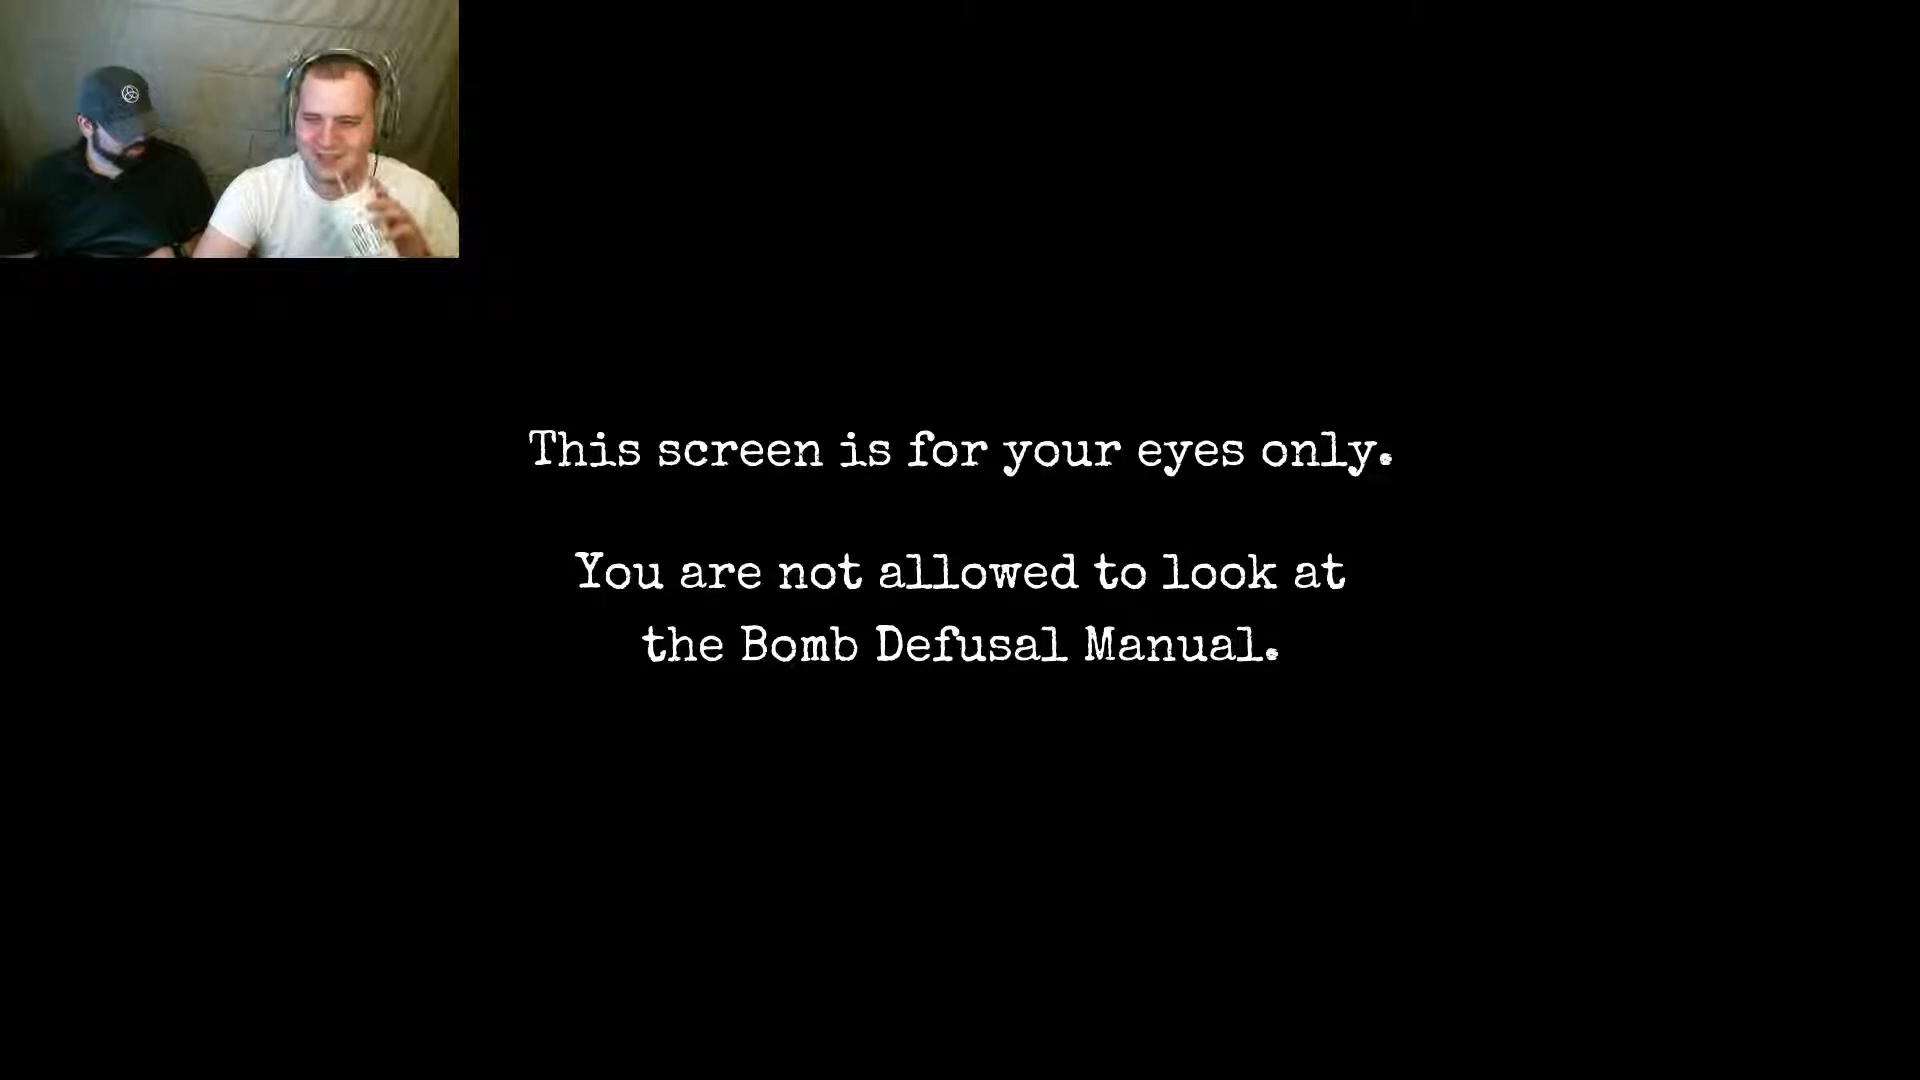 This screen is for your eyes only.
You are not allowed to look at
the Bomb Defusal Manual.